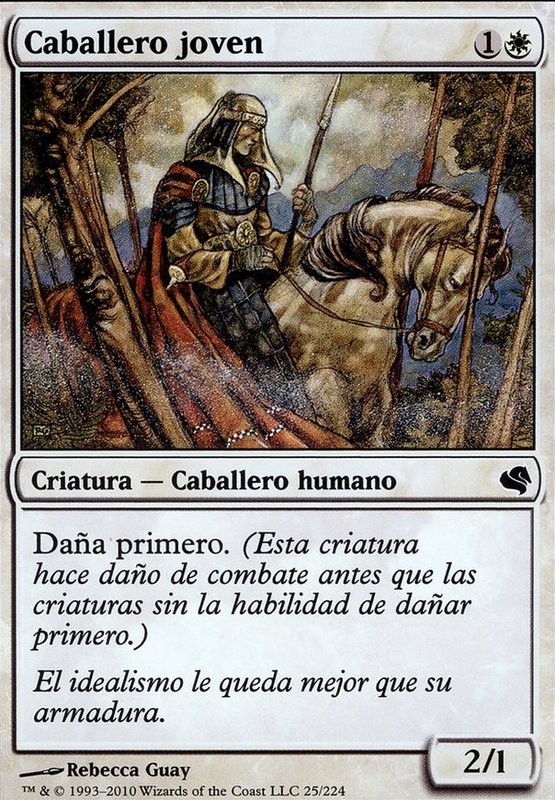 Caballero joven 1
Criatura — Caballero humano
Daña primero. (Esta criatura
hace daño de combate antes que las
criaturas sin la habilidad de dañar
primero.)
El idealismo le queda mejor que su
armadura.
2/1
Rebecca Guay
™ & © 1993–2010 Wizards of the Coast LLC 25/224